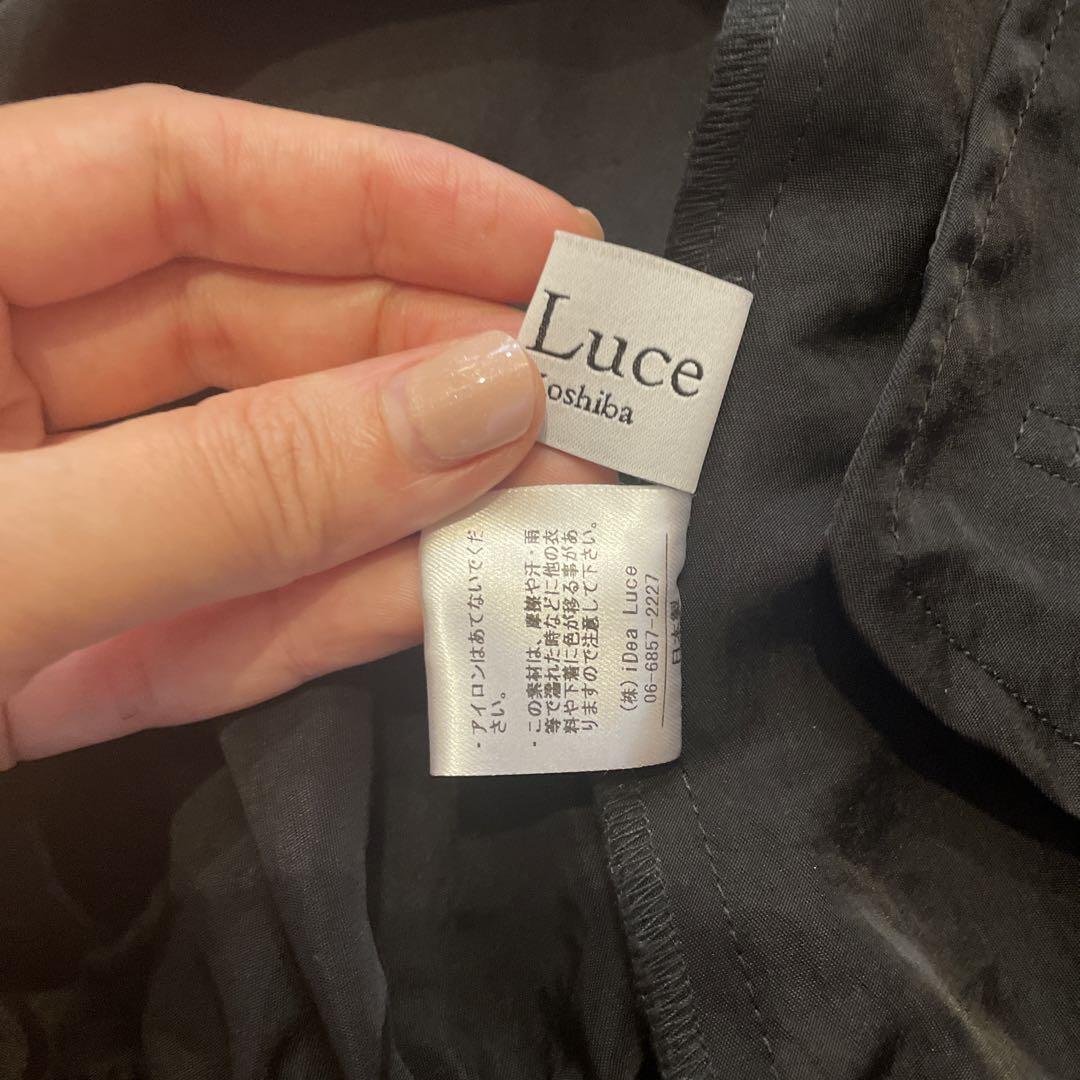 Luce
oshiba
・アイロンはあてないでくだ
さい。
・この素材は、摩擦や汗・雨
等で濡れた時などに他の衣
料や下着に色が移る事があ
りますので注意して下さい。
(株) iDea Luce
06-6857-2227
日本製